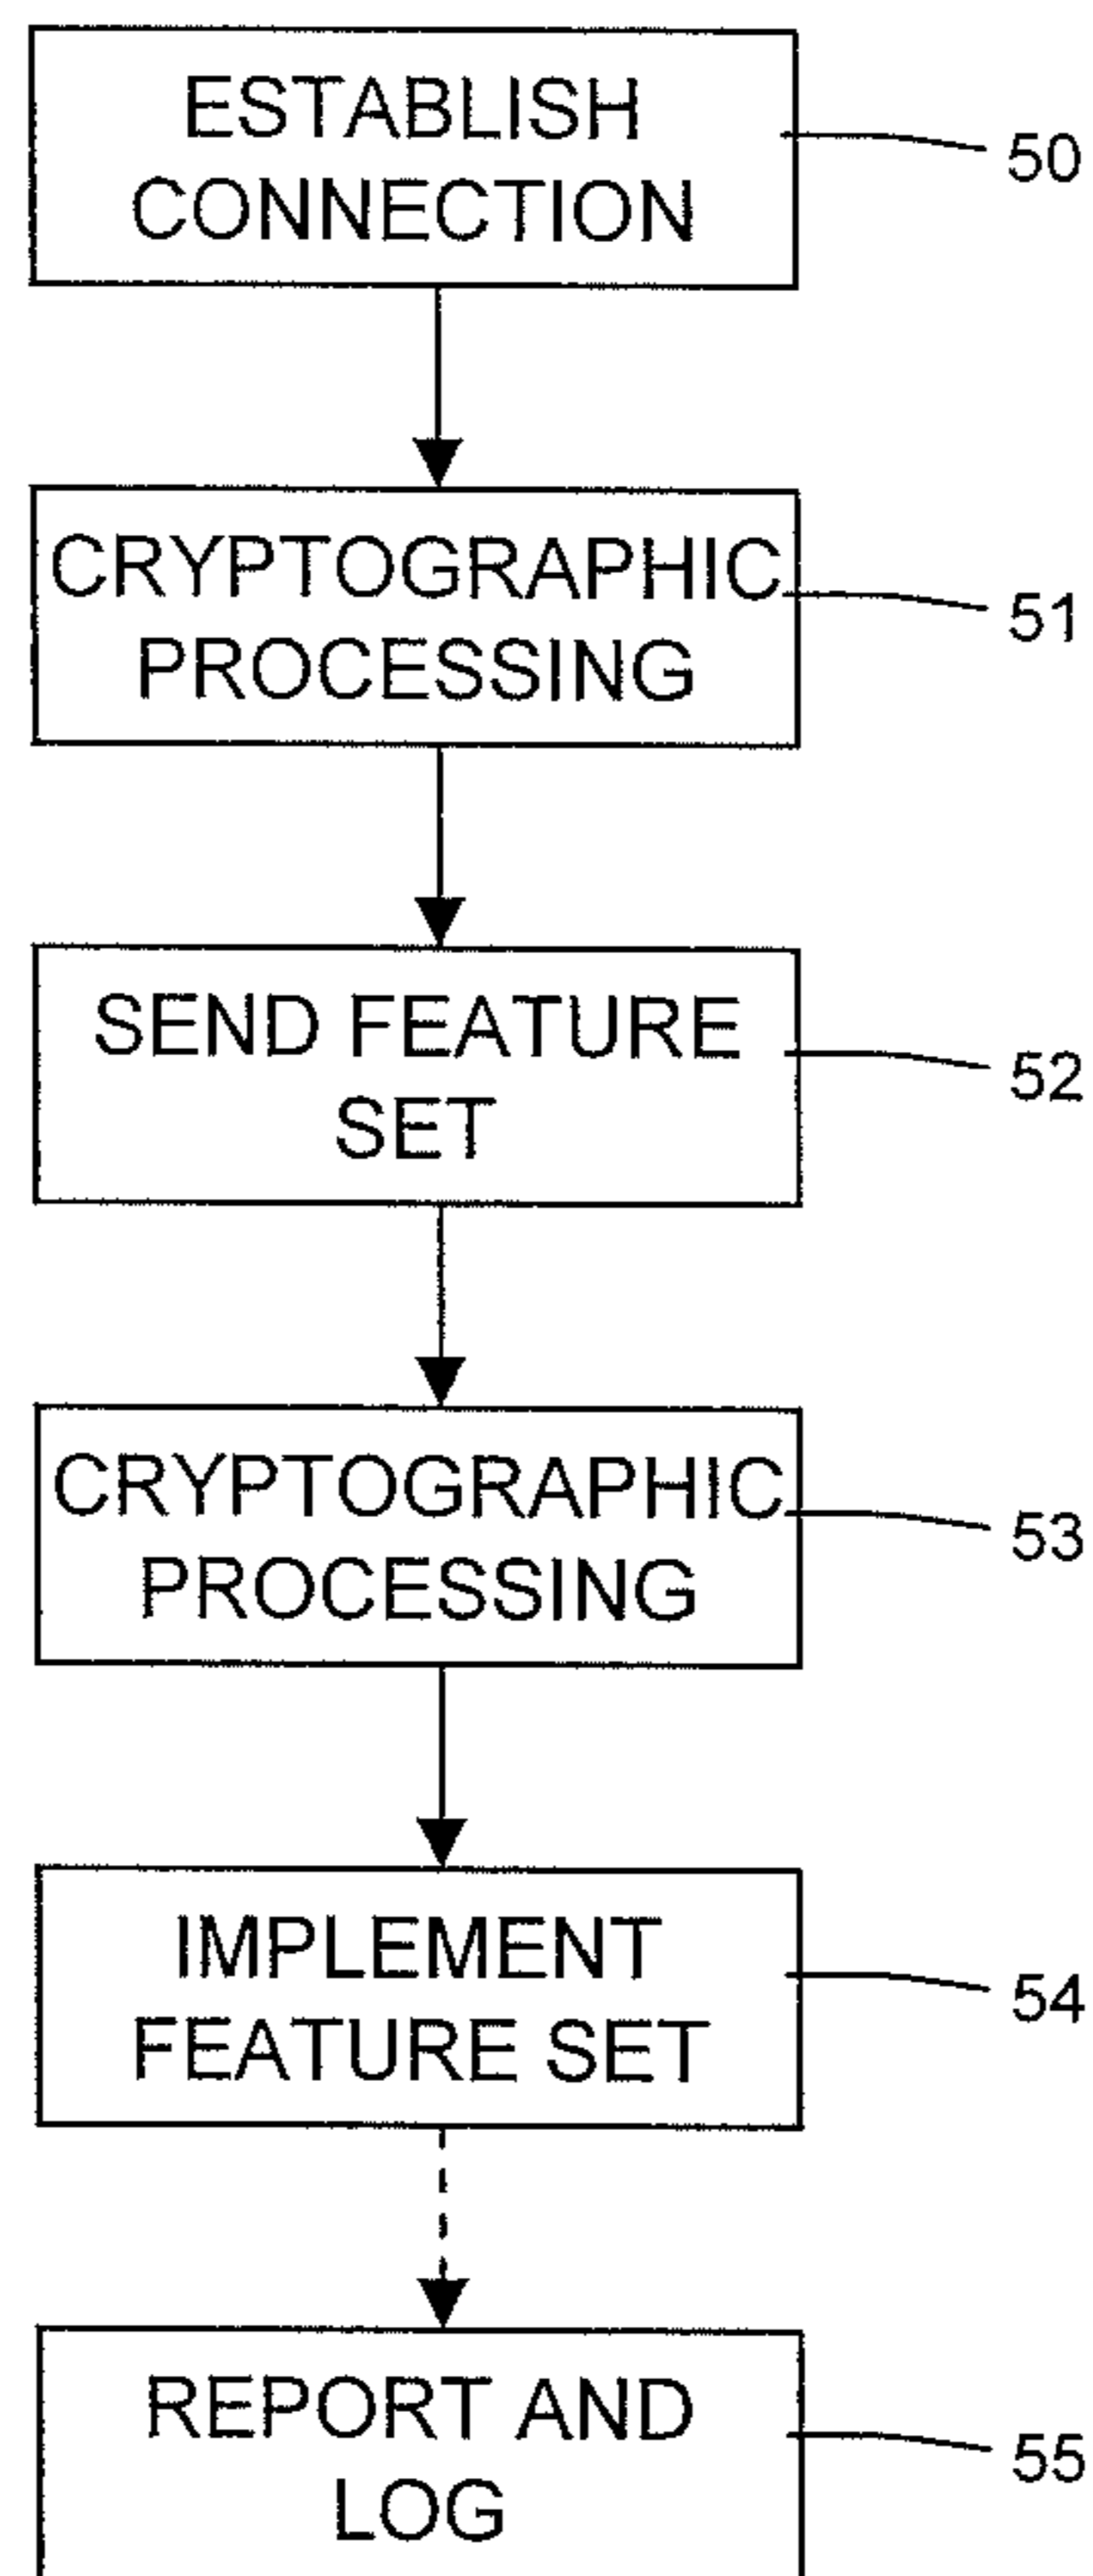 ESTABLISH
CONNECTION
50
CRYPTOGRAPHIC
PROCESSING
51
SEND FEATURE
SET
52
CRYPTOGRAPHIC
PROCESSING
53
IMPLEMENT
FEATURE SET
54
REPORT AND
LOG
55